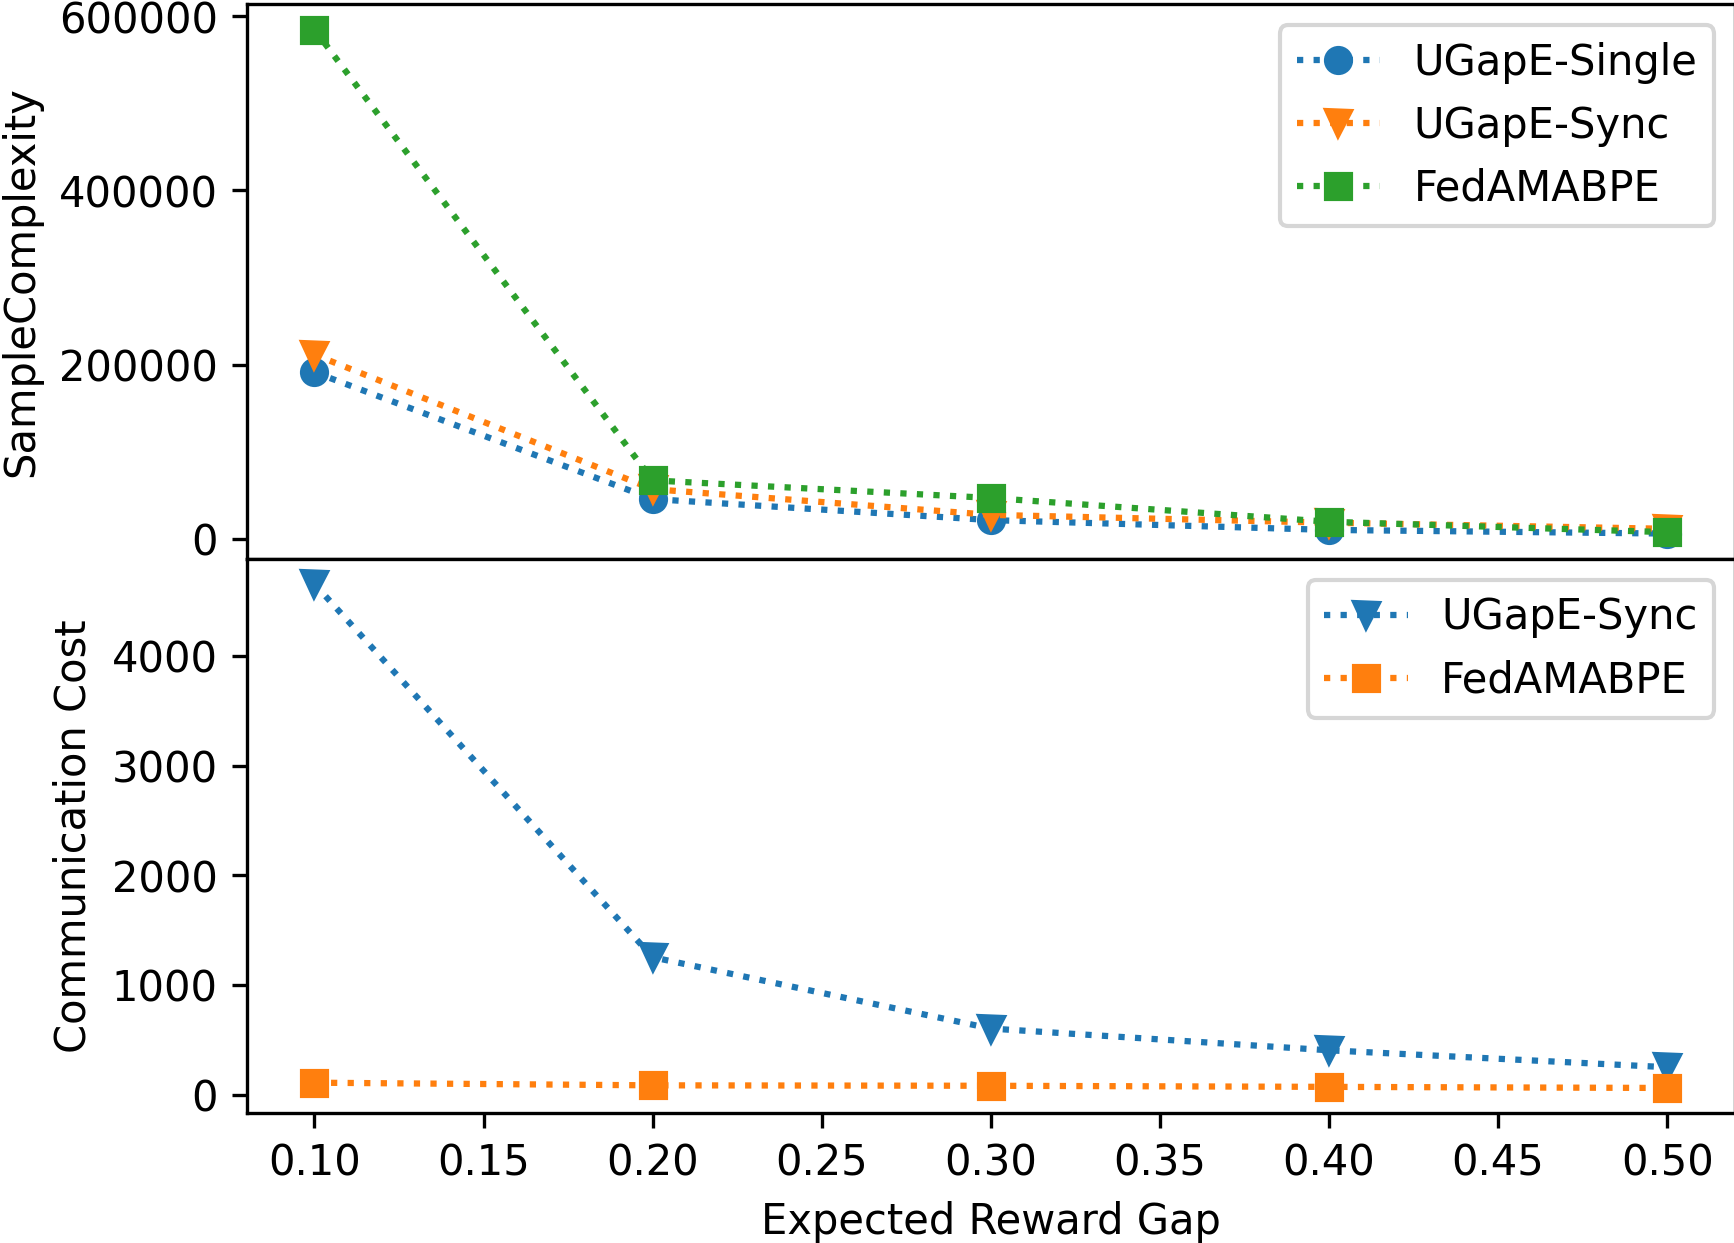 SampleComplexity
600000
400000
200000
0
UGapE-Single
UGapE-Sync
FedAMABPE
Communication Cost
4000
3000
2000
1000
0
UGapE-Sync
FedAMABPE
0.10 0.15 0.20 0.25 0.30 0.35 0.40 0.45 0.50
Expected Reward Gap